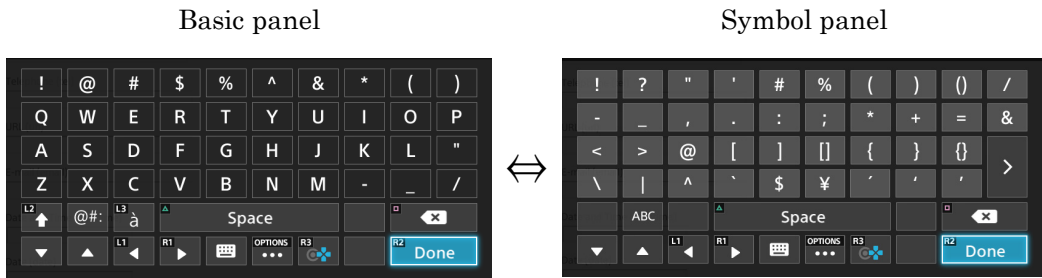 Basic panel
Symbol panel
! @ # $ % ^ & * ( )
Q W E R T Y U I O P
A S D F G H J K L "
Z X C V B N M - _ /
L2 @#: L3 à Space
L1 R1 OPTIONS R3 R2 Done
⇔
! ? " ' # % ( ) () /
- _ , . : ; * + = &
< > @ [ ] [] { } {} >
\ | ^ ` $ ¥ ´ ‘ ’
ABC Space
L1 R1 OPTIONS R3 R2 Done